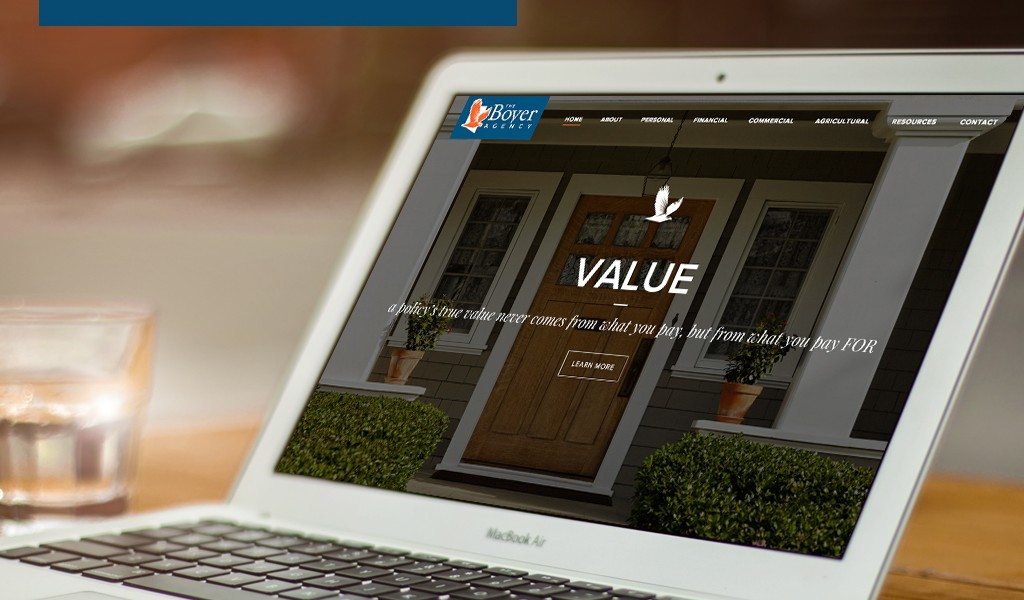 THE
Boyer
AGENCY
HOME ABOUT PERSONAL FINANCIAL COMMERCIAL AGRICULTURAL RESOURCES CONTACT
VALUE
a policy's true value never comes from what you pay, but from what you pay FOR
LEARN MORE
MacBook Air